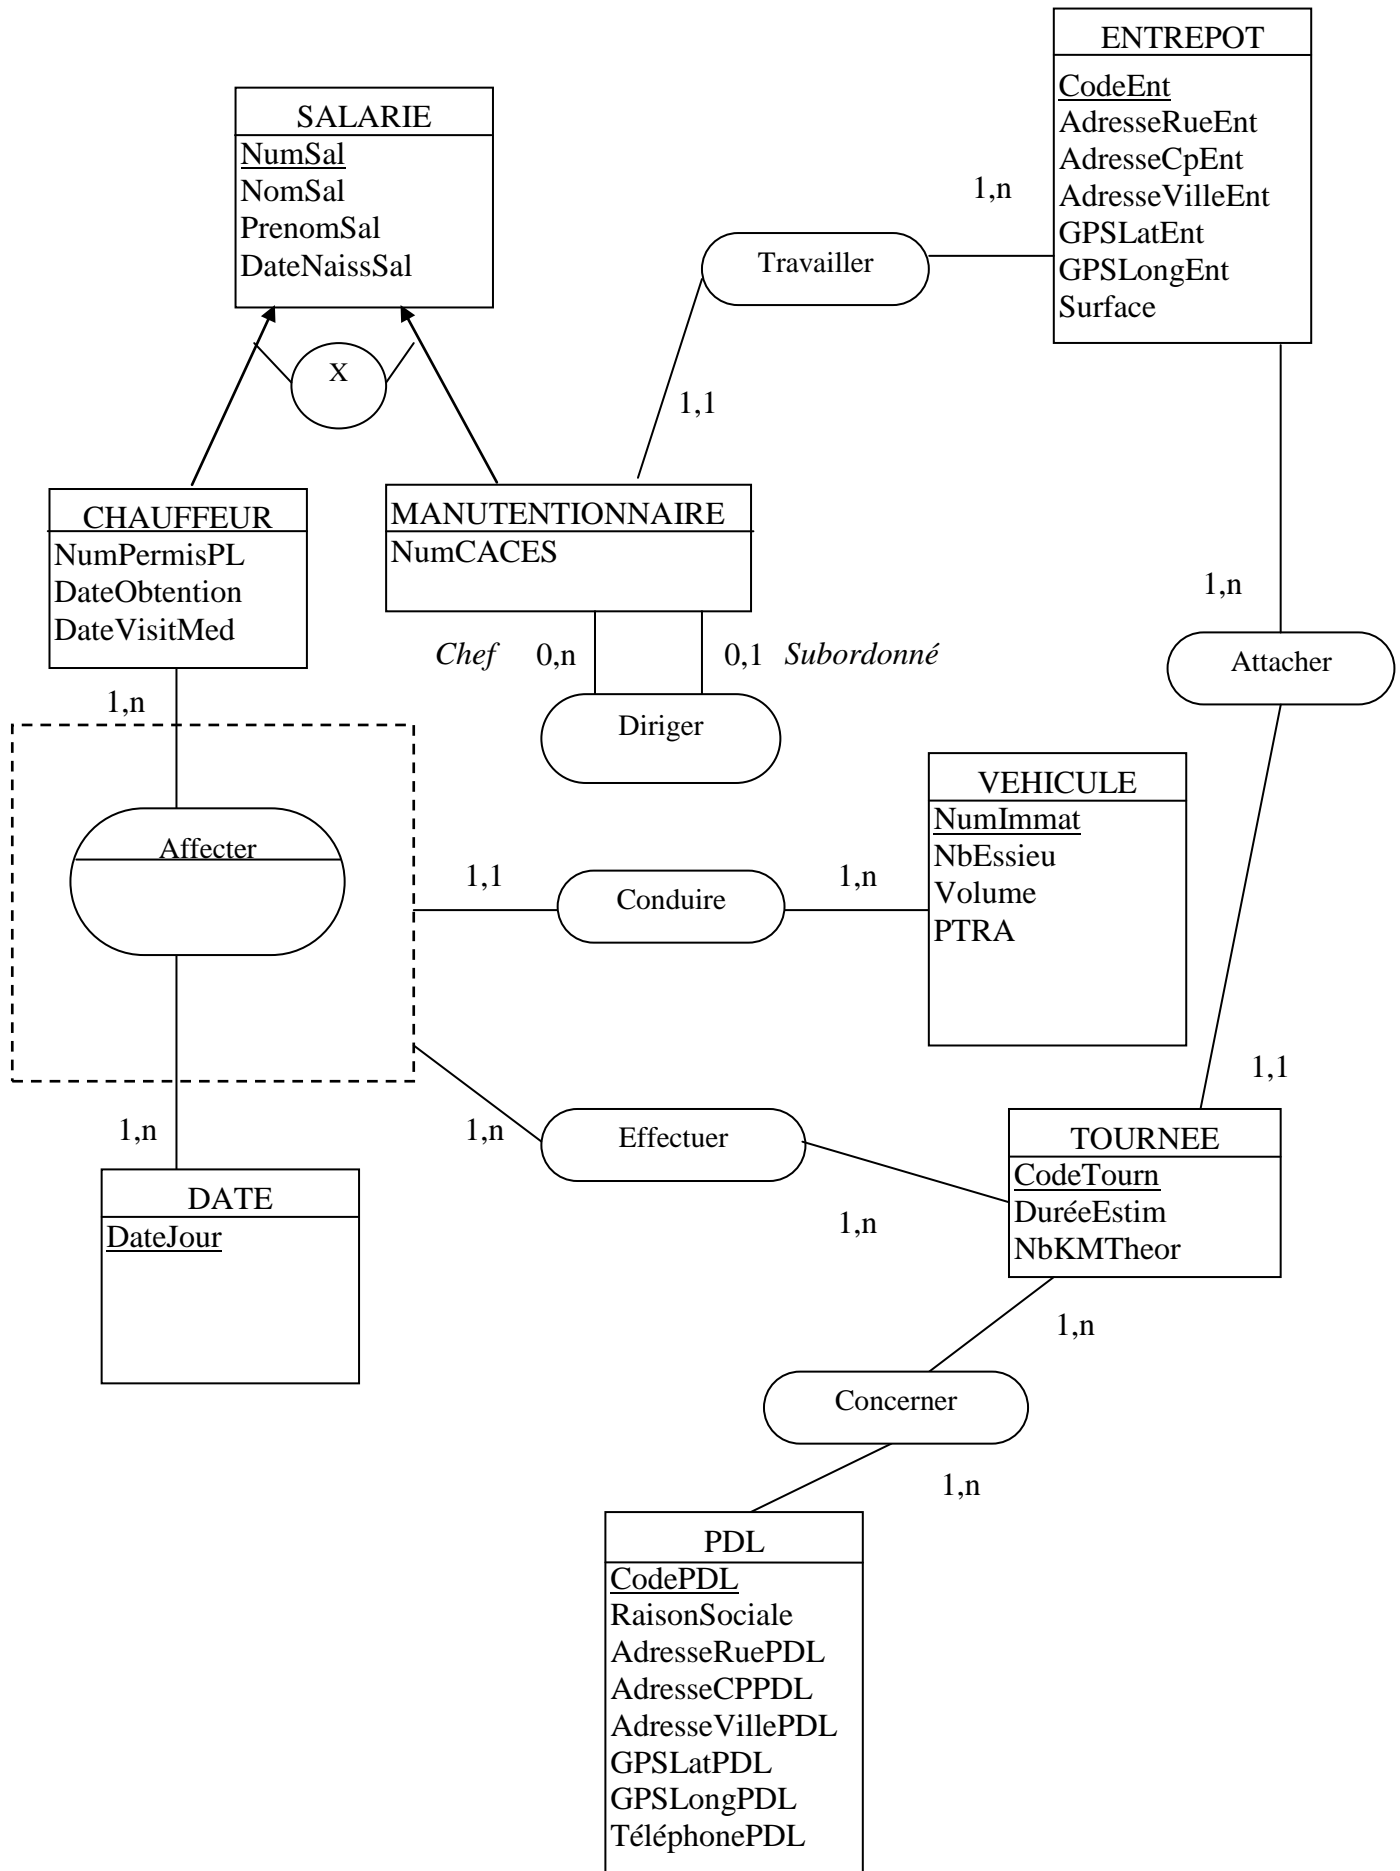 ENTREPOT
CodeEnt
AdresseRueEnt
AdresseCpEnt
AdresseVilleEnt
GPSLatEnt
GPSLongEnt
Surface
SALARIE
NumSal
NomSal
PrenomSal
DateNaissSal
1,n
Travailler
X
1,1
CHAUFFEUR
NumPermisPL
DateObtention
DateVisitMed
MANUTENTIONNAIRE
NumCACES
1,n
Chef 0,n 0,1 Subordonné
Attacher
1,n
Diriger
VEHICULE
NumImmat
NbEssieu
Volume
PTRA
Affecter
1,1 Conduire 1,n
1,1
1,n
1,n Effectuer
TOURNEE
CodeTourn
DuréeEstim
NbKMTheor
DATE
DateJour
1,n
1,n
Concerner
1,n
PDL
CodePDL
RaisonSociale
AdresseRuePDL
AdresseCPPDL
AdresseVillePDL
GPSLatPDL
GPSLongPDL
TéléphonePDL